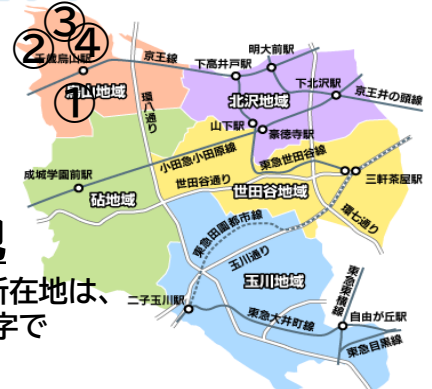 ③
②
④
千歳烏山駅
京王線
明大前駅
下高井戸駅
下北沢駅
①
烏山地域
環八通り
北沢地域
京王井の頭線
山下駅
豪徳寺駅
小田急小田原線
東急世田谷線
成城学園前駅
世田谷通り
三軒茶屋駅
砧地域
世田谷地域
環七通り
東急田園都市線
玉川通り
所在地は、
玉川地域
東急東横線
二子玉川駅
字で
自由が丘駅
東急大井町線
東急目黒線